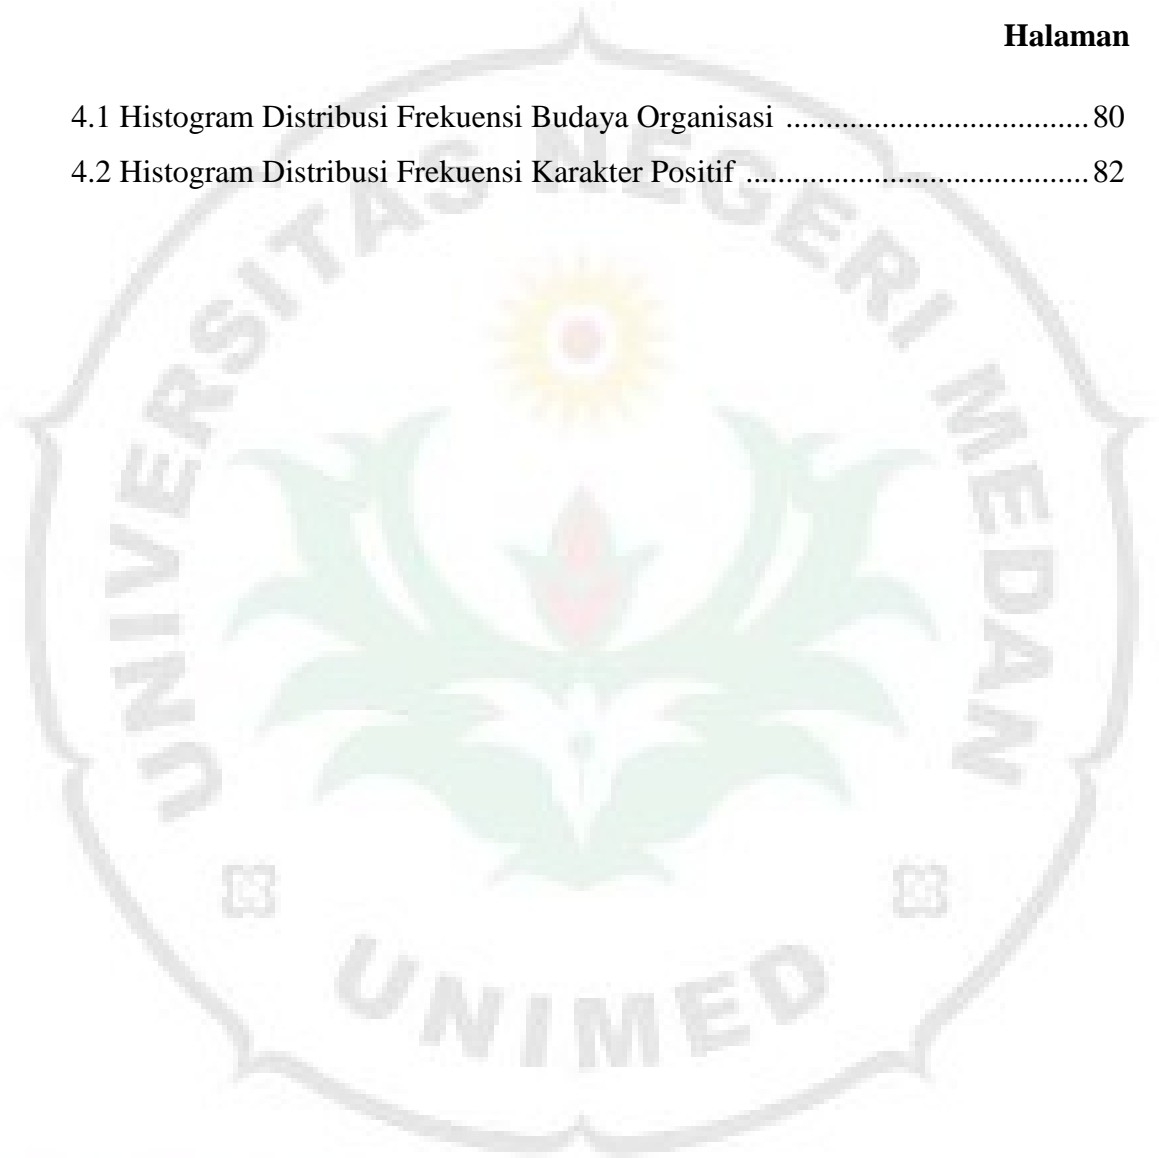 Halaman
4.1 Histogram Distribusi Frekuensi Budaya Organisasi ...................................... 80
4.2 Histogram Distribusi Frekuensi Karakter Positif ........................................... 82
UNIVERSITAS NEGERI MEDAN
UNIMED